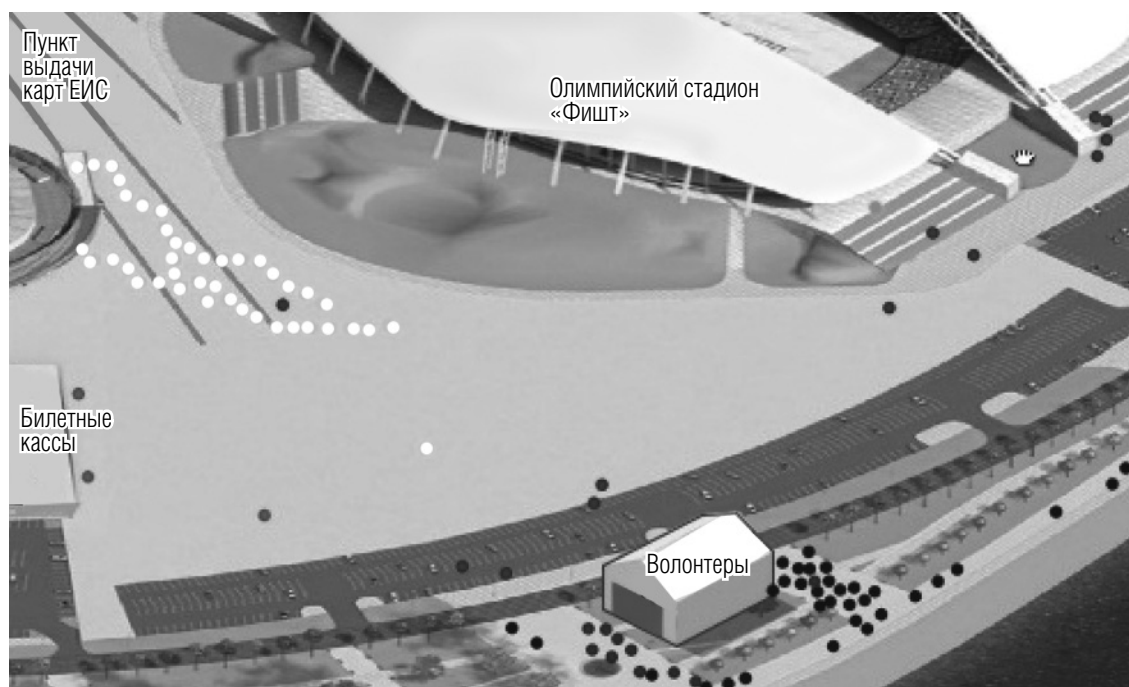 Пункт
выдачи
карт ЕИС
Олимпийский стадион
«Фишт»
Билетные
кассы
Волонтеры